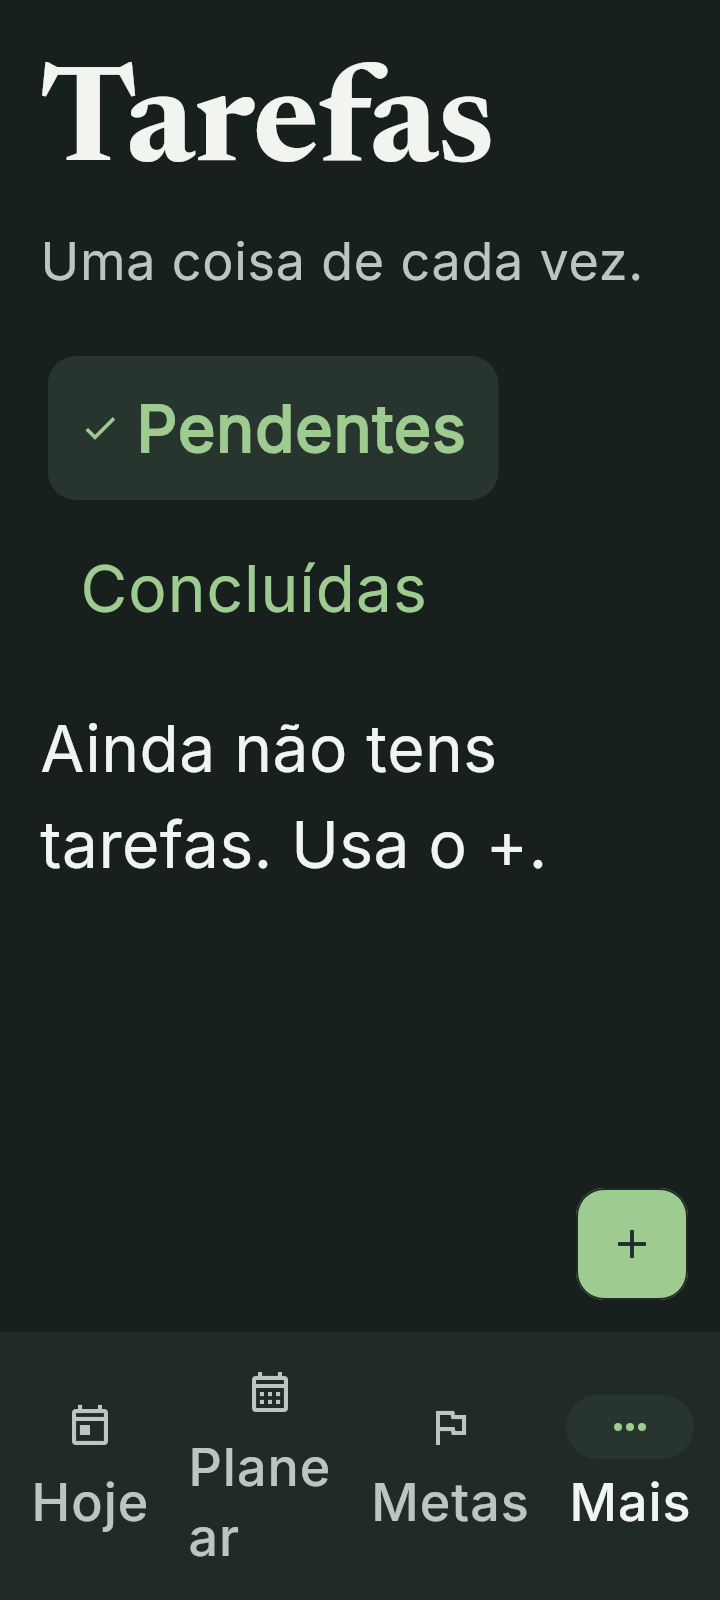 Tarefas
Uma coisa de cada vez.
Pendentes
Concluídas
Ainda não tens
tarefas. Usa o +.
Hoje
Plane
ar
Metas
Mais